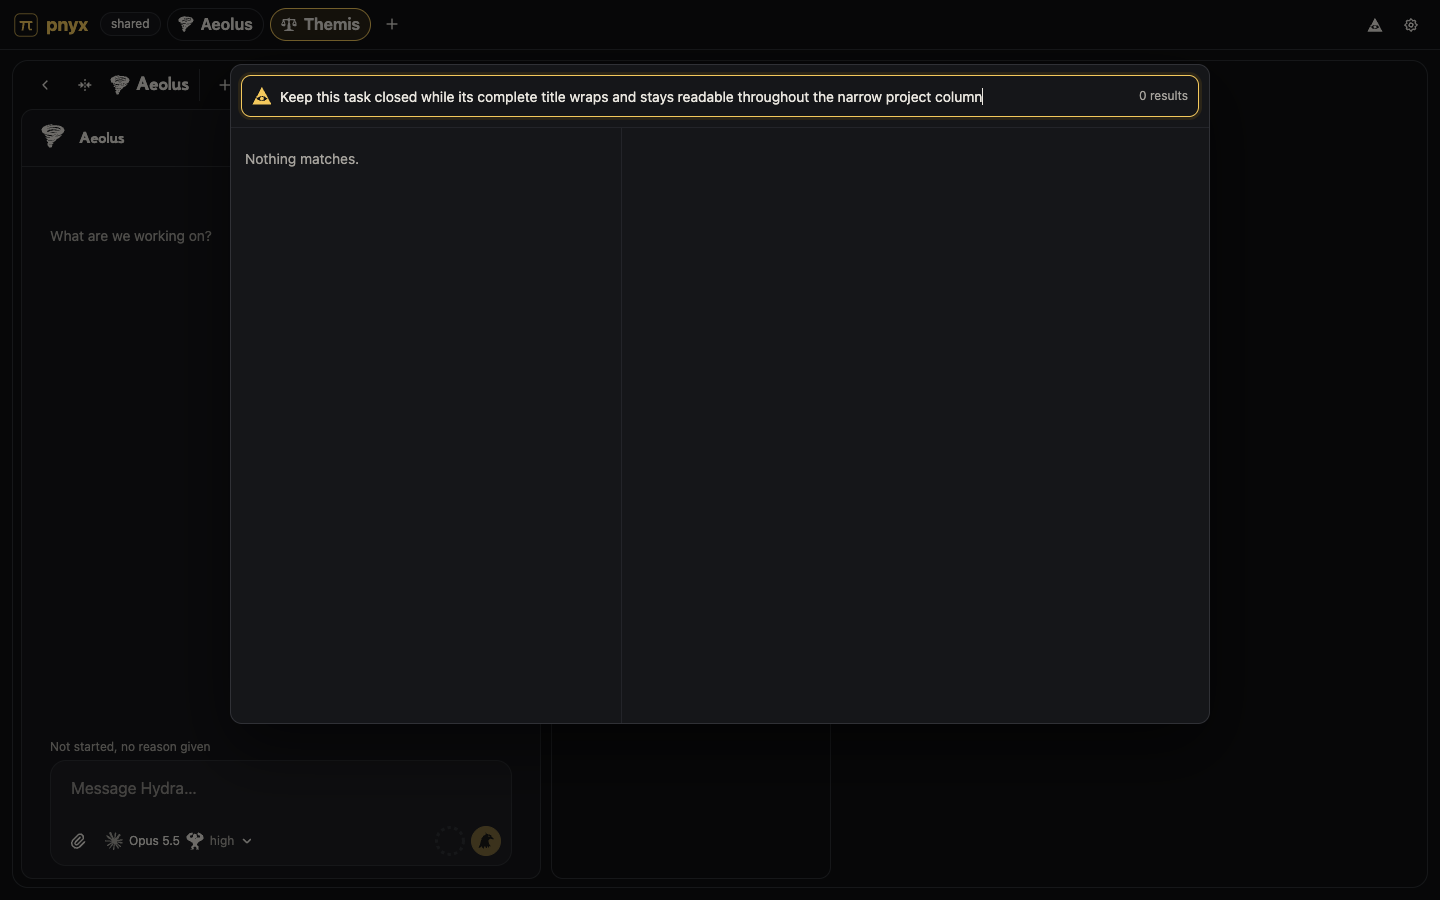 π pnyx shared Aeolus Themis +
Aeolus +
Keep this task closed while its complete title wraps and stays readable throughout the narrow project column 0 results
Aeolus
Nothing matches.
What are we working on?
Not started, no reason given
Message Hydra...
Opus 5.5 high